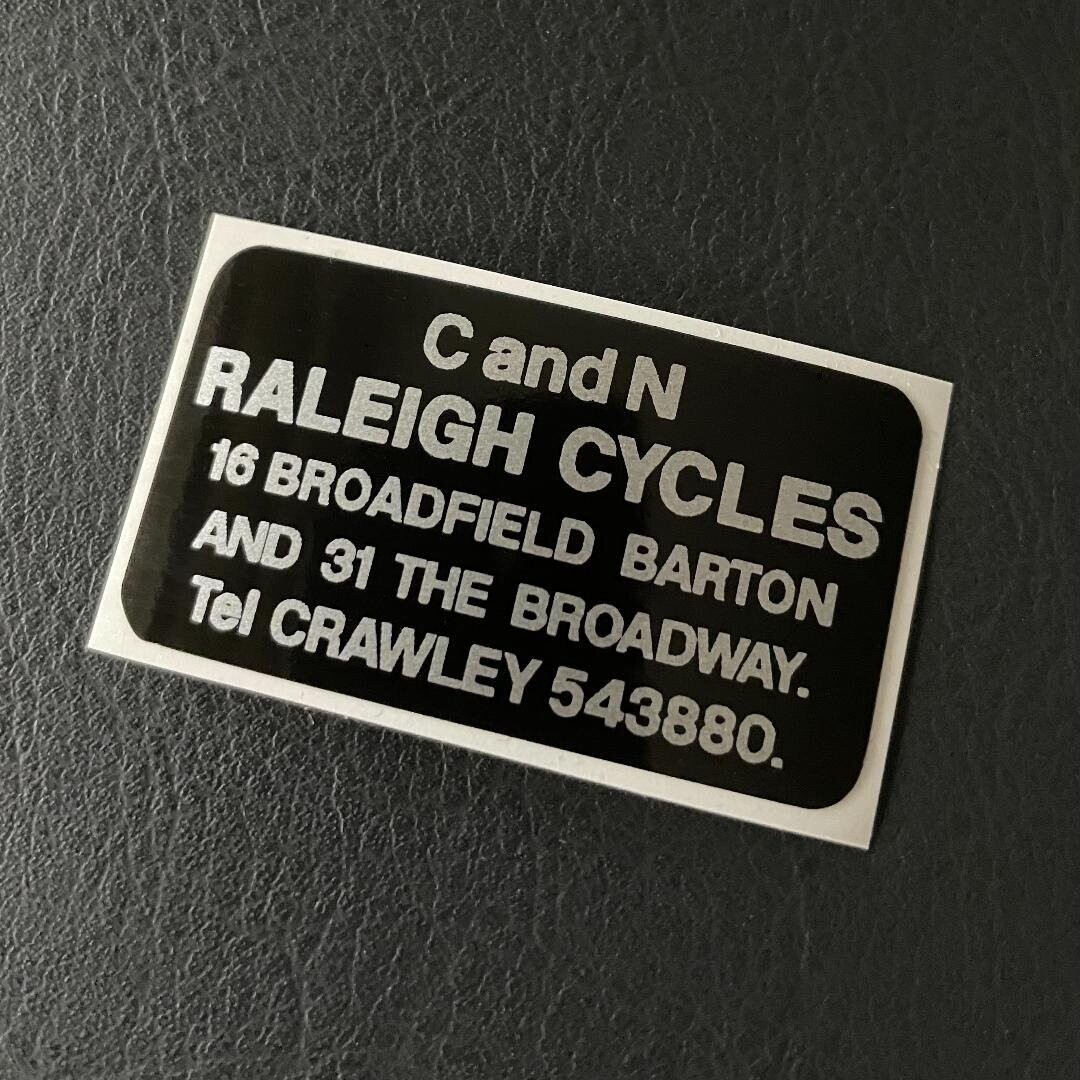 C and N
RALEIGH CYCLES
16 BROADFIELD BARTON
AND 31 THE BROADWAY.
Tel CRAWLEY 543880.